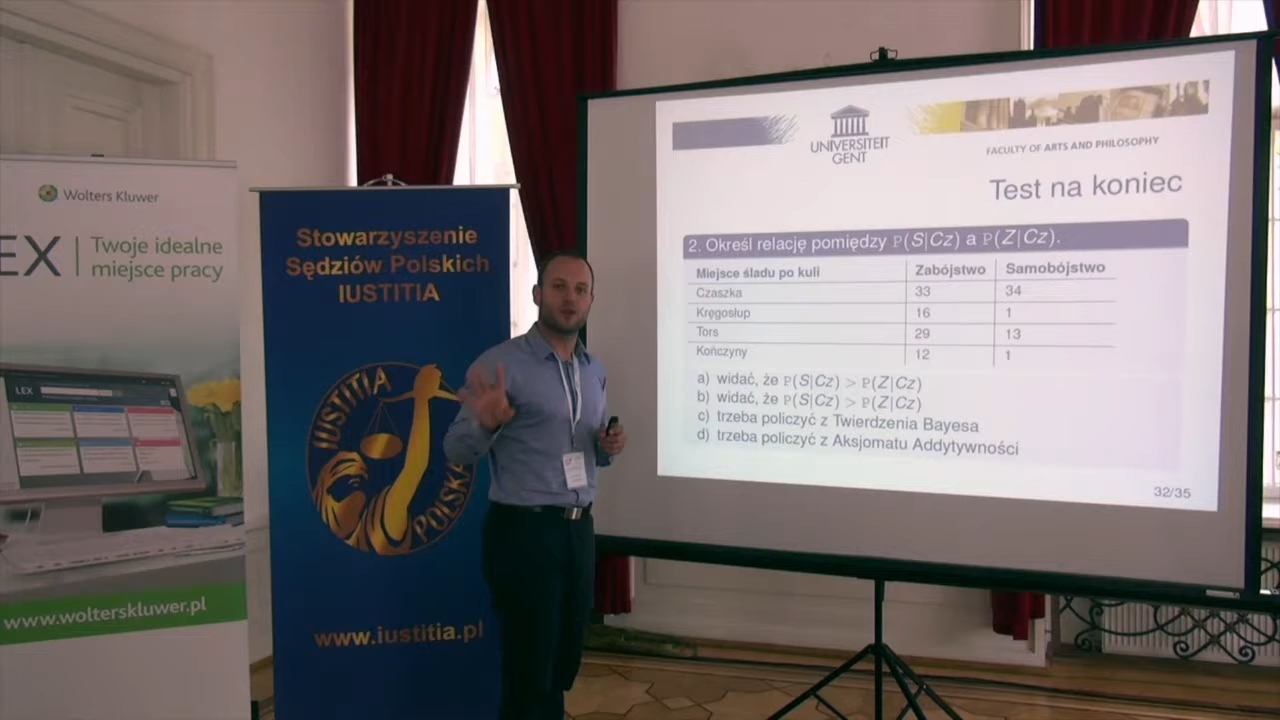 Wolters Kluwer
EX
Twoje idealne
miejsce pracy
LEX
www.wolterskluwer.pl
Stowarzyszenie
Sędziów Polskich
IUSTITIA
IUSTITIA
POLSKA
www.iustitia.pl
UNIVERSITEIT
GENT
FACULTY OF ARTS AND PHILOSOPHY
Test na koniec
2. Określ relację pomiędzy P(S|Cz) a P(Z|Cz).
Miejsce śladu po kuli Zabójstwo Samobójstwo
Czaszka 33 34
Kręgosłup 16 1
Tors 29 13
Kończyny 12 1
a) widać, że P(S|Cz) > P(Z|Cz)
b) widać, że P(S|Cz) > P(Z|Cz)
c) trzeba policzyć z Twierdzenia Bayesa
d) trzeba policzyć z Aksjomatu Addytywności
32/35